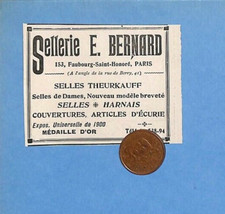 Sellerie E. BERNARD
153, Faubourg-Saint-Honoré, PARIS
(A l'angle de la rue de Berry, 42)
SELLES THEURKAUFF
Selles de Dames, Nouveau modèle breveté
SELLES * HARNAIS
COUVERTURES, ARTICLES D'ÉCURIE
Expos. Universelle de 1900
MÉDAILLE D'OR